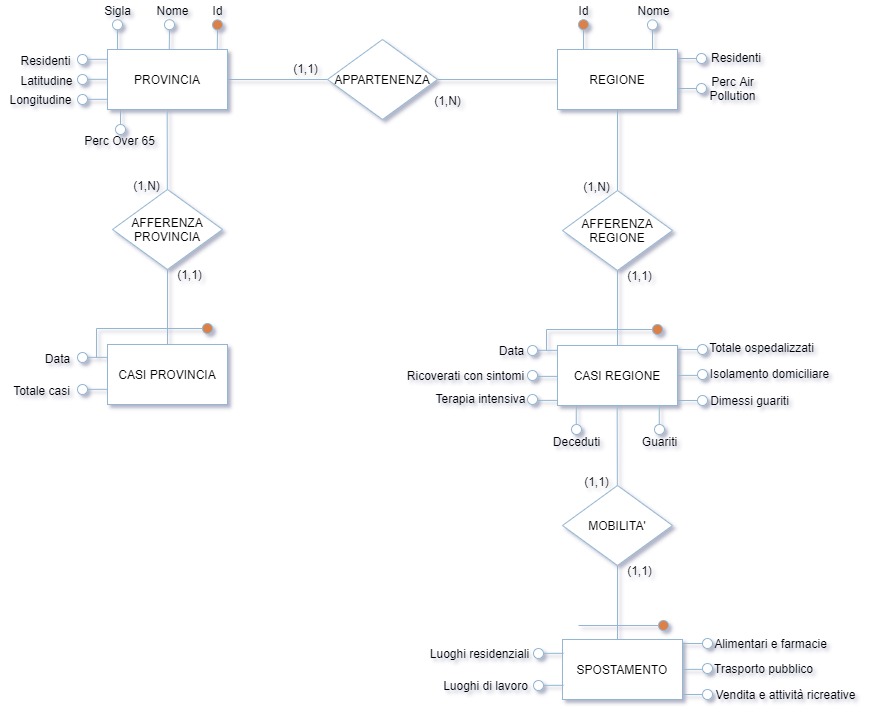 Sigla
Nome
Id
Id
Nome
Residenti
Latitudine
Longitudine
PROVINCIA
(1,1)
APPARTENENZA
(1,N)
REGIONE
Residenti
Perc Air
Pollution
Perc Over 65
(1,N)
AFFERENZA
PROVINCIA
(1,1)
(1,N)
AFFERENZA
REGIONE
(1,1)
Data
Totale casi
CASI PROVINCIA
Data
Ricoverati con sintomi
Terapia intensiva
CASI REGIONE
Totale ospedalizzati
Isolamento domiciliare
Dimessi guariti
Deceduti
Guariti
(1,1)
MOBILITA'
(1,1)
Luoghi residenziali
Luoghi di lavoro
SPOSTAMENTO
Alimentari e farmacie
Trasporto pubblico
Vendita e attività ricreative